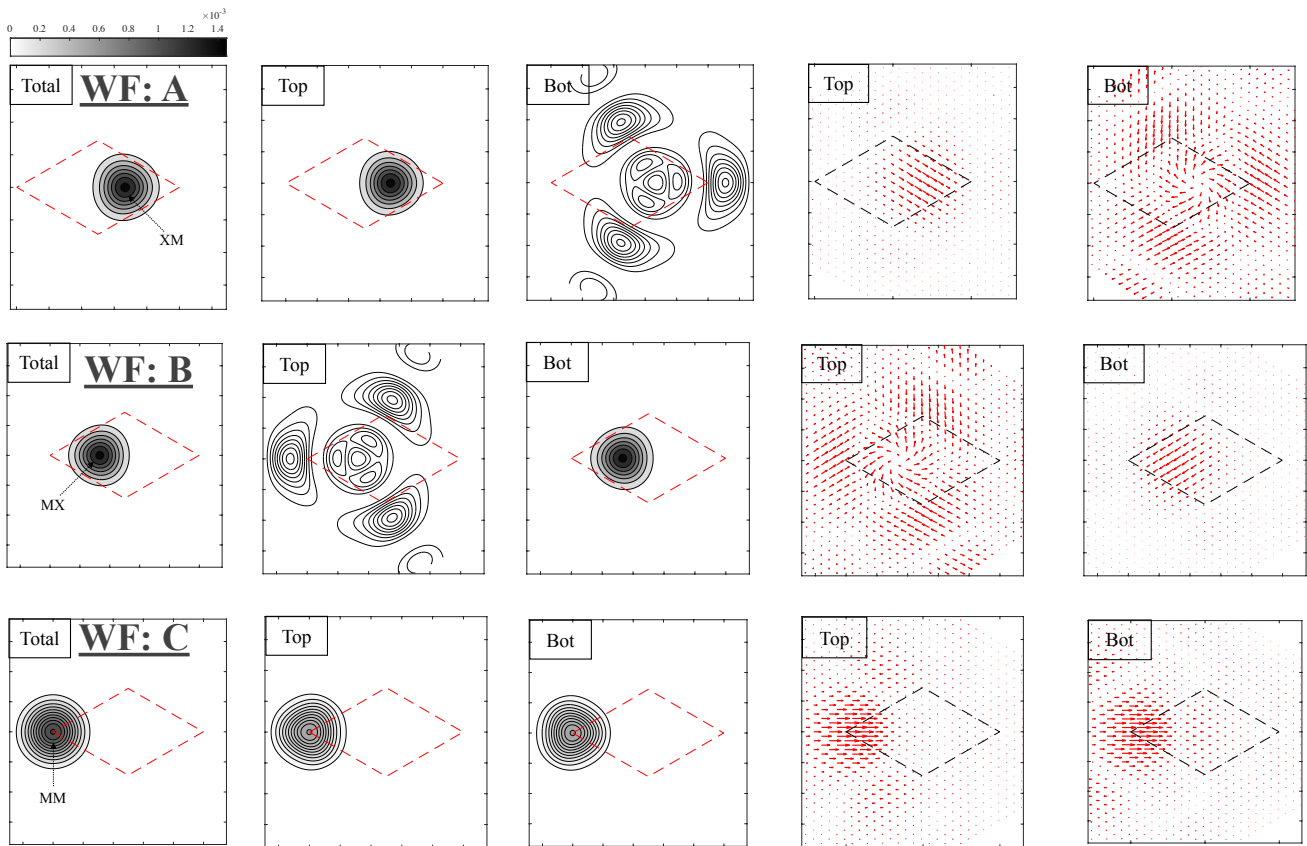 ×10⁻³
0 0.2 0.4 0.6 0.8 1 1.2 1.4
Total WF: A Top Bot Top Bot
XM
Total WF: B Top Bot Top Bot
MX
Total WF: C Top Bot Top Bot
MM